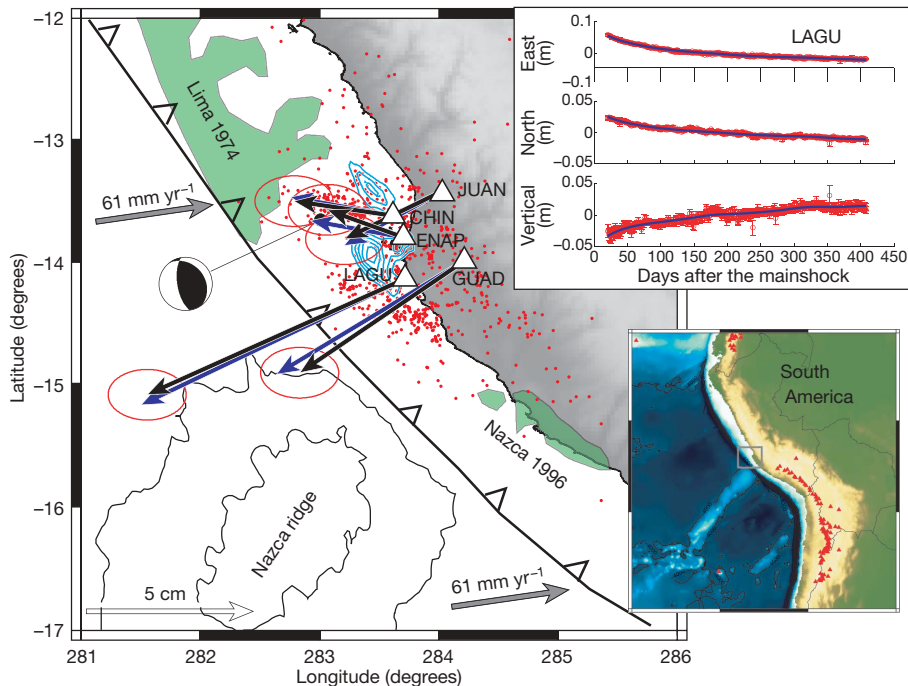 −12
−13
−14
−15
−16
−17
281
282
283
284
285
286
Latitude (degrees)
Longitude (degrees)
Lima 1974
61 mm yr⁻¹
JUAN
CHIN
ENAP
LAGU
GUAD
Nazca 1996
Nazca ridge
5 cm
61 mm yr⁻¹
LAGU
East
(m)
0.1
0
−0.1
North
(m)
0.05
0
−0.05
Vertical
(m)
0.05
0
−0.05
0 50 100 150 200 250 300 350 400 450
Days after the mainshock
South
America